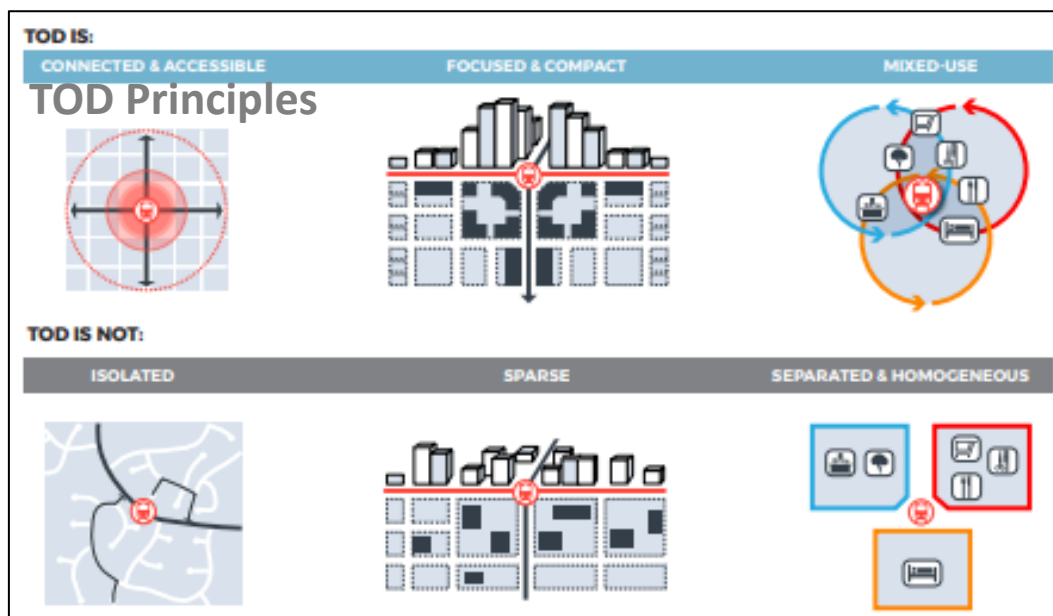 TOD IS:
CONNECTED & ACCESSIBLE FOCUSED & COMPACT MIXED-USE
TOD Principles
TOD IS NOT:
ISOLATED SPARSE SEPARATED & HOMOGENEOUS